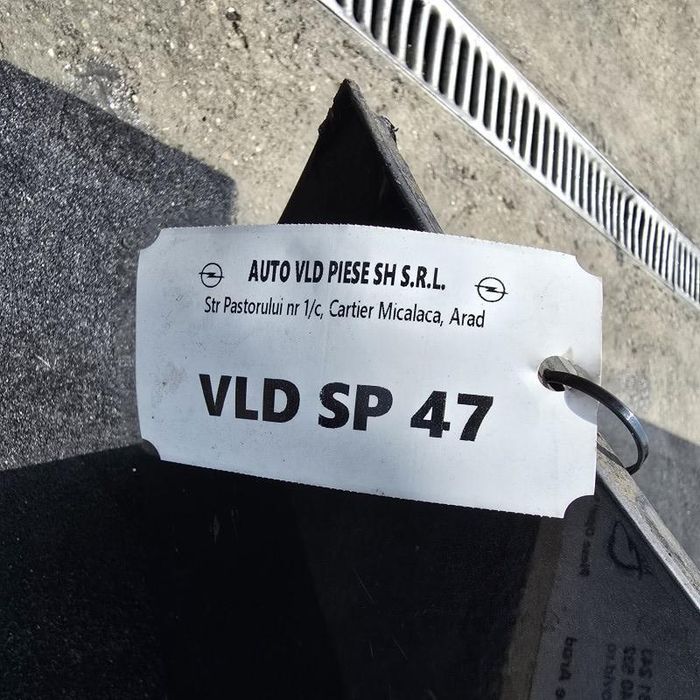 AUTO VLD PIESE SH S.R.L.
Str Pastorului nr 1/c, Cartier Micalaca, Arad
VLD SP 47